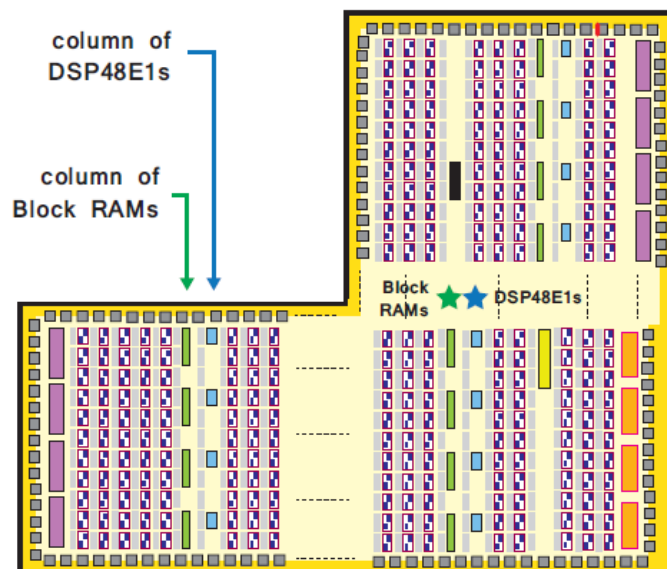 column of
DSP48E1s
column of
Block RAMs
Block
RAMs
DSP48E1s